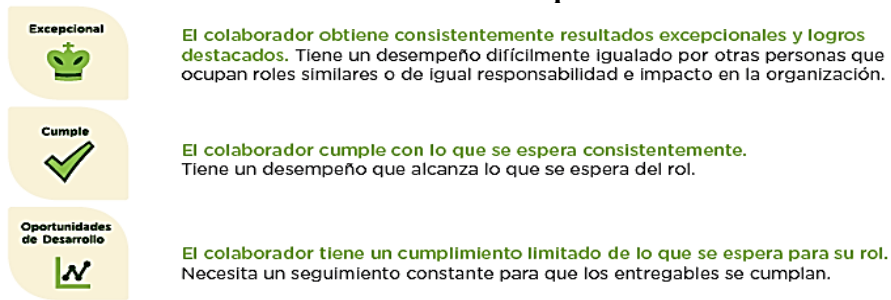 Excepcional
El colaborador obtiene consistentemente resultados excepcionales y logros
destacados. Tiene un desempeño difícilmente igualado por otras personas que
ocupan roles similares o de igual responsabilidad e impacto en la organización.
Cumple
El colaborador cumple con lo que se espera consistentemente.
Tiene un desempeño que alcanza lo que se espera del rol.
Oportunidades
de Desarrollo
El colaborador tiene un cumplimiento limitado de lo que se espera para su rol.
Necesita un seguimiento constante para que los entregables se cumplan.